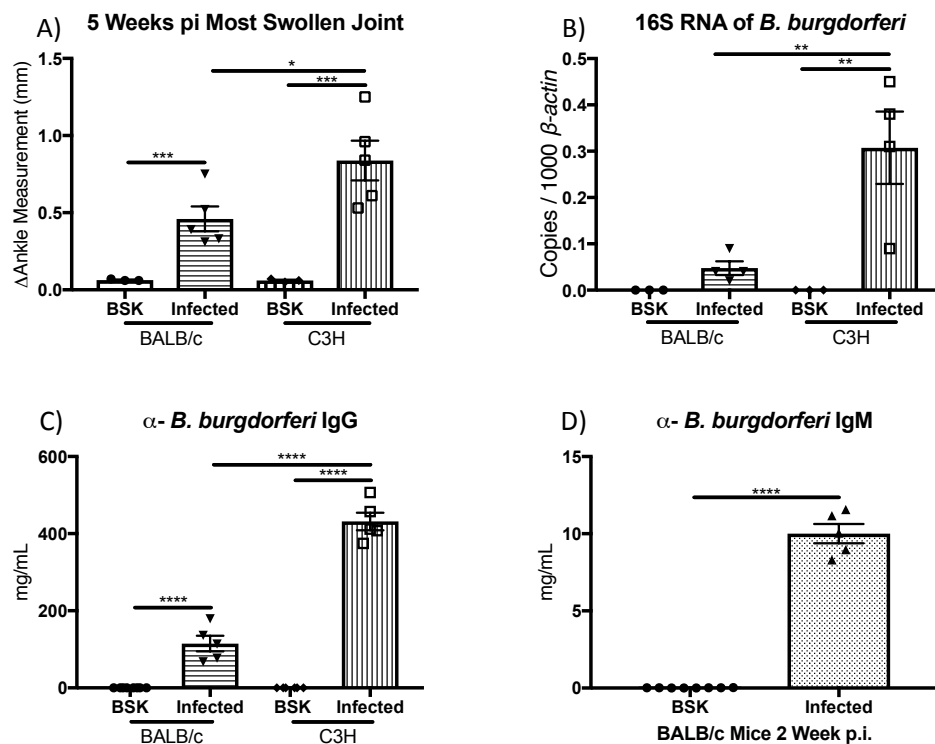 A) 5 Weeks pi Most Swollen Joint
ΔAnkle Measurement (mm)
1.5
1.0
0.5
0.0
*
***
***
BSK Infected BSK Infected
BALB/c C3H
B) 16S RNA of B. burgdorferi
Copies / 1000 β-actin
0.5
0.4
0.3
0.2
0.1
0.0
**
**
BSK Infected BSK Infected
BALB/c C3H
C) α- B. burgdorferi IgG
mg/mL
600
400
200
0
****
****
****
BSK Infected BSK Infected
BALB/c C3H
D) α- B. burgdorferi IgM
mg/mL
15
10
5
0
****
BSK Infected
BALB/c Mice 2 Week p.i.